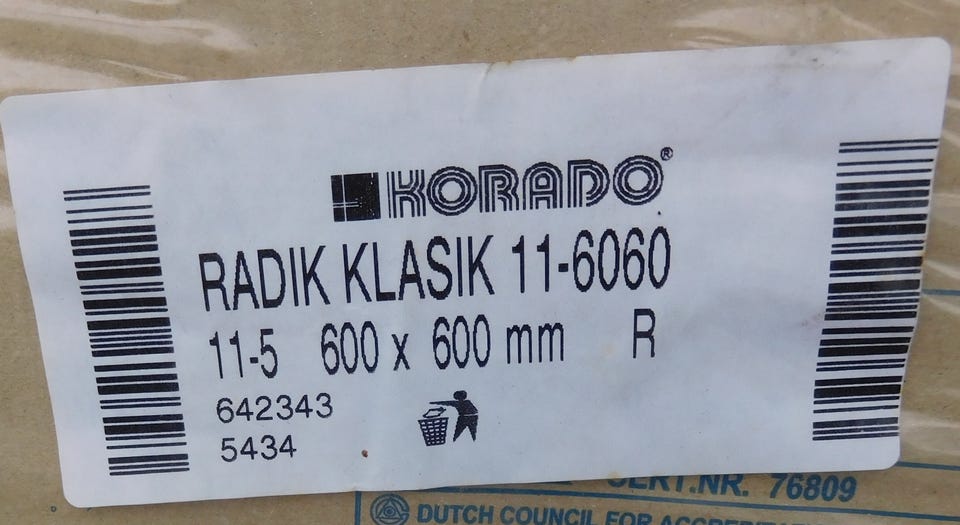 KORADO®
RADIK KLASIK 11-6060
11-5 600 x 600 mm R
642343
5434
CERT.NR. 76809
DUTCH COUNCIL FOR